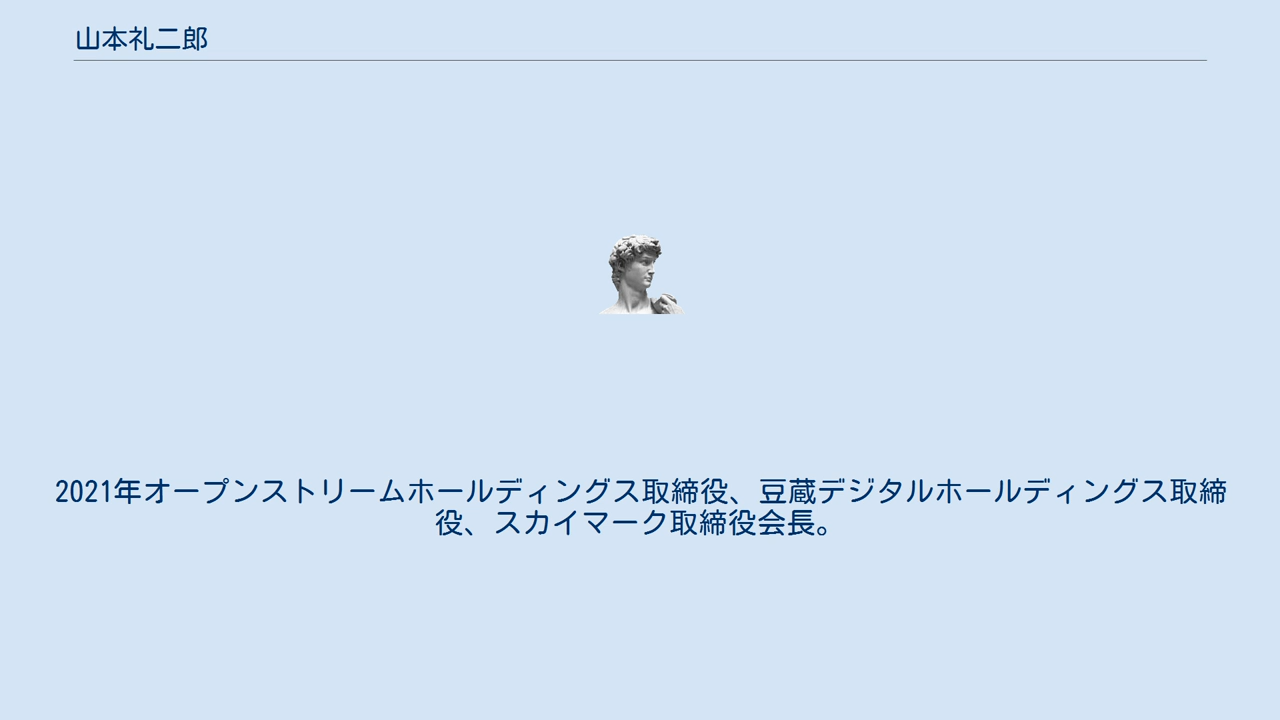 山本礼二郎
2021年オープンストリームホールディングス取締役、豆蔵デジタルホールディングス取締
役、スカイマーク取締役会長。